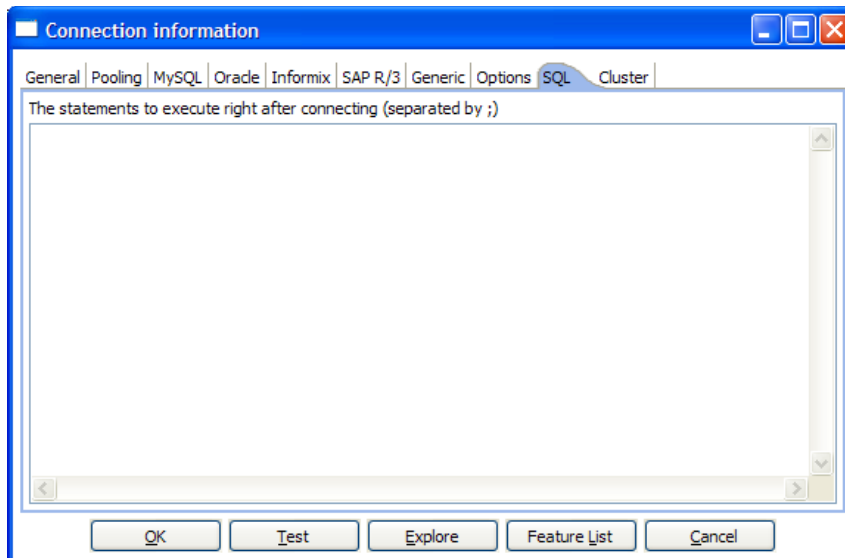 Connection information
General Pooling MySQL Oracle Informix SAP R/3 Generic Options SQL Cluster
The statements to execute right after connecting (separated by ;)
OK Test Explore Feature List Cancel